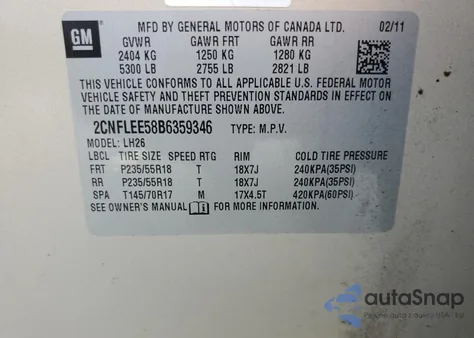 GM
MFD BY GENERAL MOTORS OF CANADA LTD. 02/11
GVWR GAWR FRT GAWR RR
2404 KG 1250 KG 1280 KG
5300 LB 2755 LB 2821 LB
THIS VEHICLE CONFORMS TO ALL APPLICABLE U.S. FEDERAL MOTOR
VEHICLE SAFETY AND THEFT PREVENTION STANDARDS IN EFFECT ON
THE DATE OF MANUFACTURE SHOWN ABOVE.
2CNFLEE58B6359346 TYPE: M.P.V.
MODEL: LH26
LBCL TIRE SIZE SPEED RTG RIM COLD TIRE PRESSURE
FRT P235/55R18 T 18X7J 240KPA(35PSI)
RR P235/55R18 T 18X7J 240KPA(35PSI)
SPA T145/70R17 M 17X4.5T 420KPA(60PSI)
SEE OWNER'S MANUAL FOR MORE INFORMATION.
autoSnap